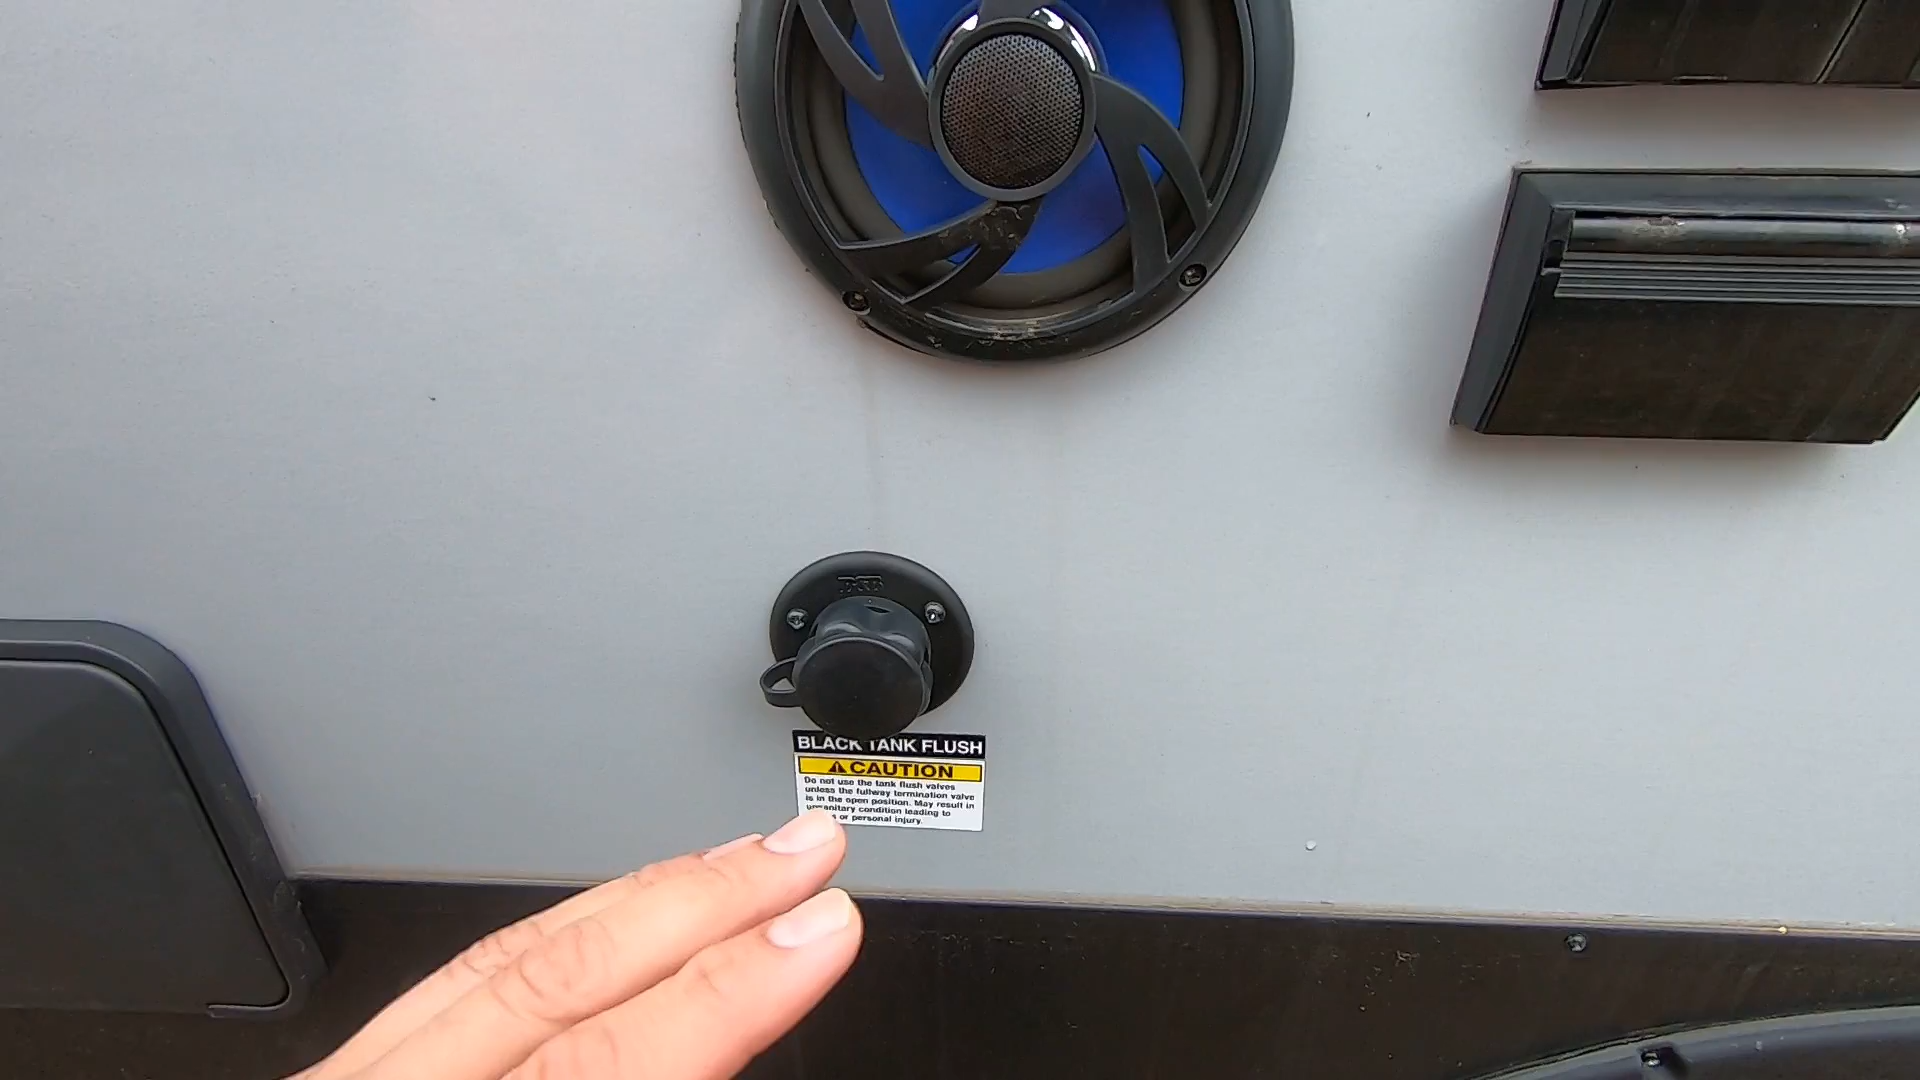 BLACK TANK FLUSH
CAUTION
Do not use the tank flush valves
unless the fullway termination valve
is in the open position. May result in
unsanitary condition leading to
or personal injury.